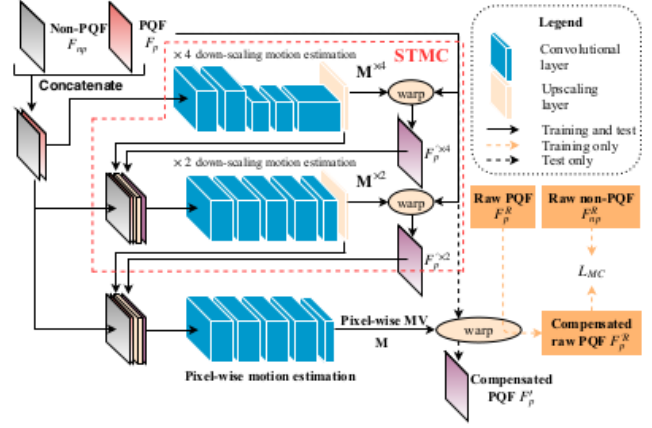 Non-PQF
F_np
PQF
F_p
Concatenate
× 4 down-scaling motion estimation
STMC
M^×4
warp
F_p^'×4
× 2 down-scaling motion estimation
M^×2
warp
F_p^'×2
Pixel-wise MV
M
warp
Pixel-wise motion estimation
Compensated
PQF F'_p
Legend
Convolutional
layer
Upscaling
layer
Training and test
Training only
Test only
Raw PQF
F_p^R
Raw non-PQF
F_np^R
L_MC
Compensated
raw PQF F_p^'R